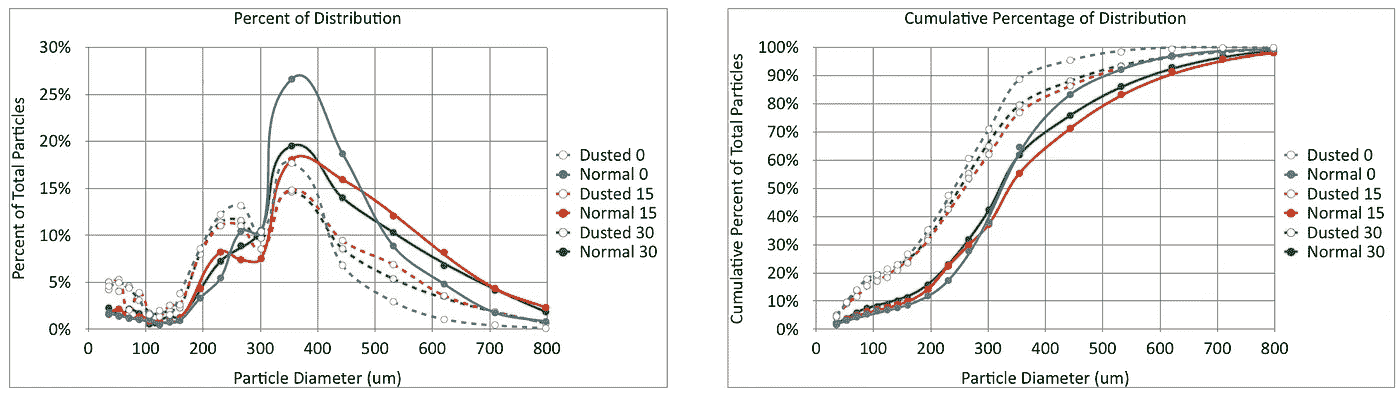 Percent of Distribution
Percent of Total Particles
30%
25%
20%
15%
10%
5%
0%
0 100 200 300 400 500 600 700 800
Particle Diameter (um)
Dusted 0
Normal 0
Dusted 15
Normal 15
Dusted 30
Normal 30
Cumulative Percentage of Distribution
Cumulative Percent of Total Particles
100%
90%
80%
70%
60%
50%
40%
30%
20%
10%
0%
0 100 200 300 400 500 600 700 800
Particle Diameter (um)
Dusted 0
Normal 0
Dusted 15
Normal 15
Dusted 30
Normal 30